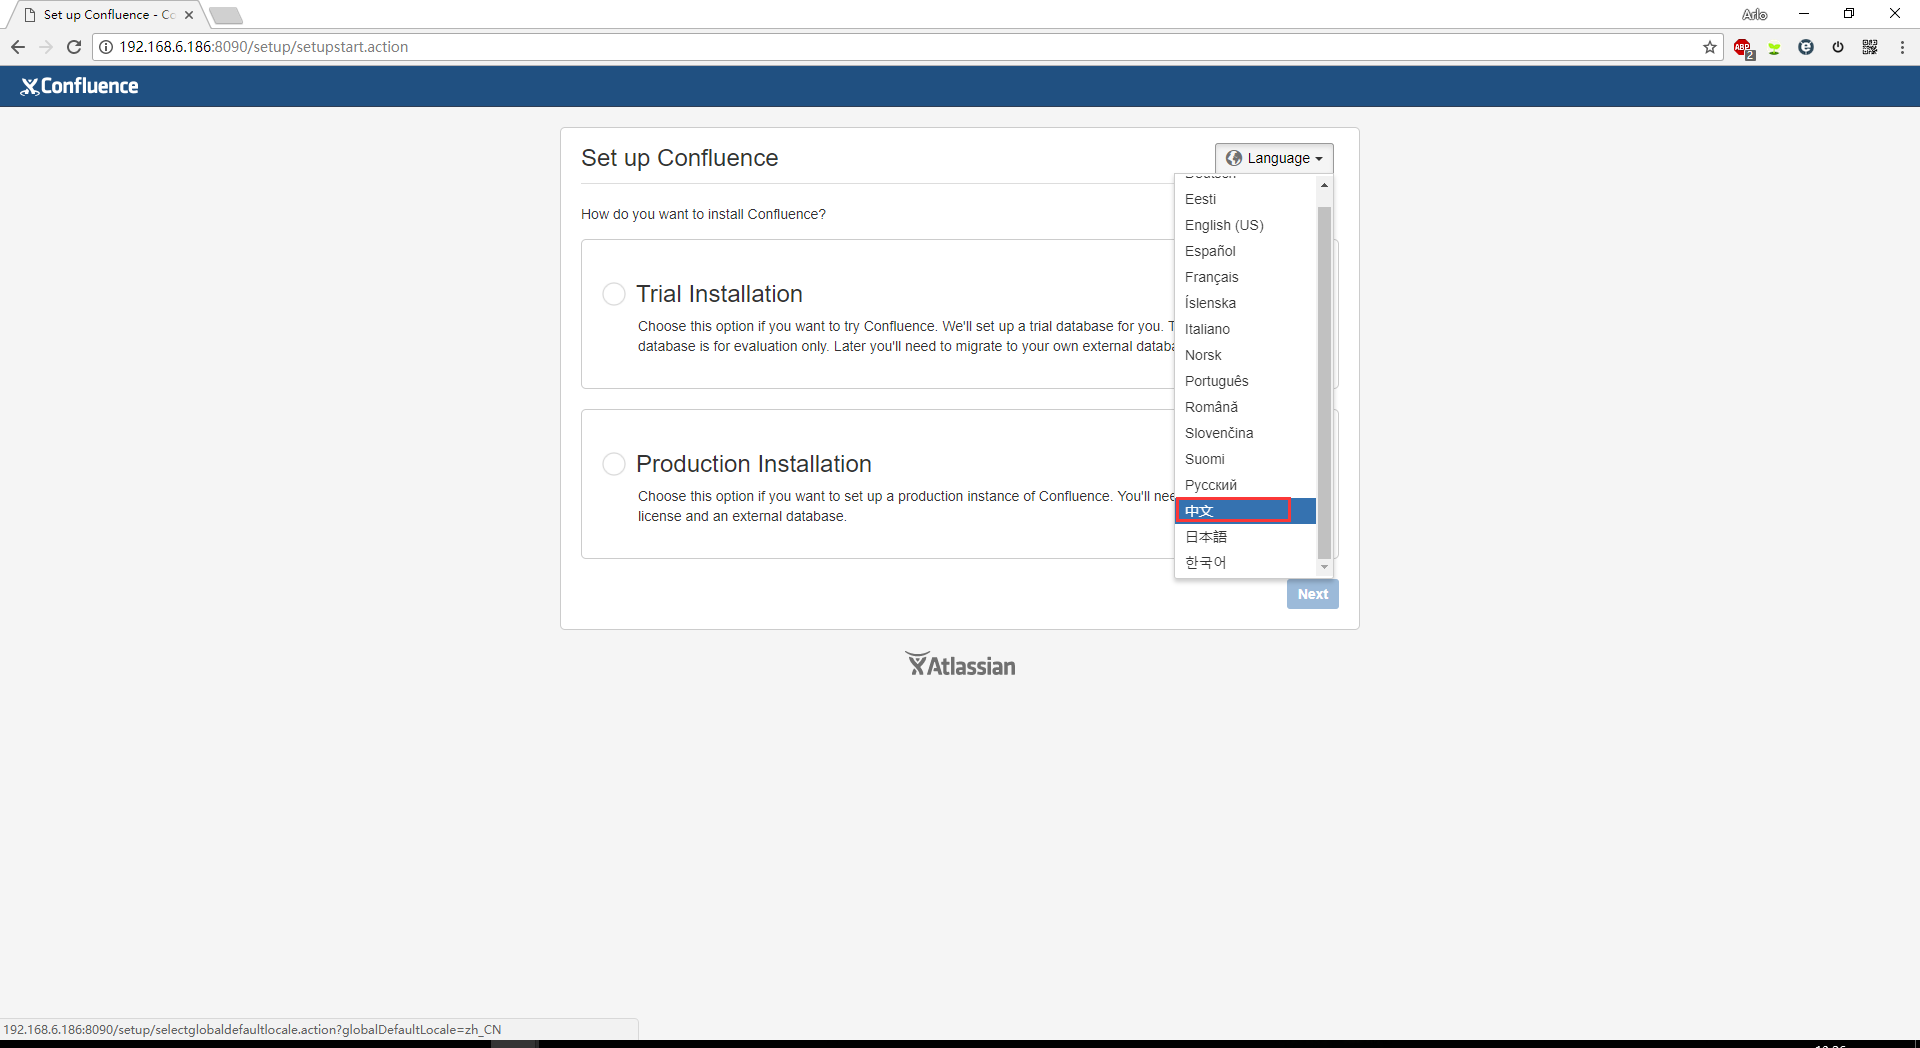 Set up Confluence - Co
Arlo
192.168.6.186:8090/setup/setupstart.action
ABP
2
Confluence
Set up Confluence
Language
How do you want to install Confluence?
Deutsch
Eesti
English (US)
Español
Français
Íslenska
Italiano
Norsk
Português
Română
Slovenčina
Suomi
Русский
中文
日本語
한국어
Trial Installation
Choose this option if you want to try Confluence. We'll set up a trial database for you. T
database is for evaluation only. Later you'll need to migrate to your own external databa
Production Installation
Choose this option if you want to set up a production instance of Confluence. You'll nee
license and an external database.
Next
Atlassian
192.168.6.186:8090/setup/selectglobaldefaultlocale.action?globalDefaultLocale=zh_CN